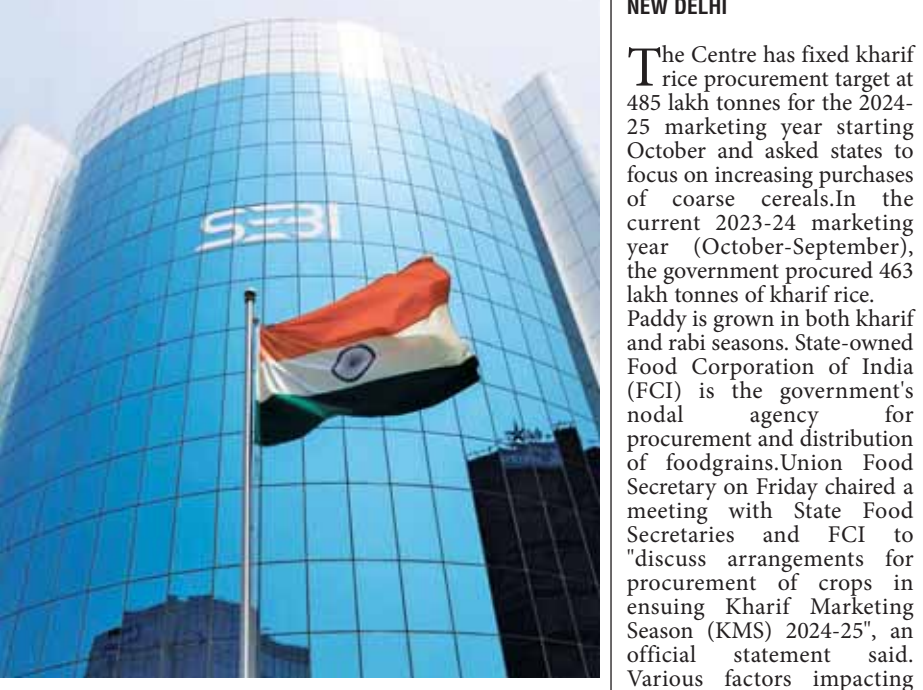 SEBI
NEW DELHI
The Centre has fixed kharif
rice procurement target at
485 lakh tonnes for the 2024-
25 marketing year starting
October and asked states to
focus on increasing purchases
of coarse cereals.In the
current 2023-24 marketing
year (October-September),
the government procured 463
lakh tonnes of kharif rice.
Paddy is grown in both kharif
and rabi seasons. State-owned
Food Corporation of India
(FCI) is the government's
nodal agency for
procurement and distribution
of foodgrains.Union Food
Secretary on Friday chaired a
meeting with State Food
Secretaries and FCI to
"discuss arrangements for
procurement of crops in
ensuing Kharif Marketing
Season (KMS) 2024-25", an
official statement said.
Various factors impacting